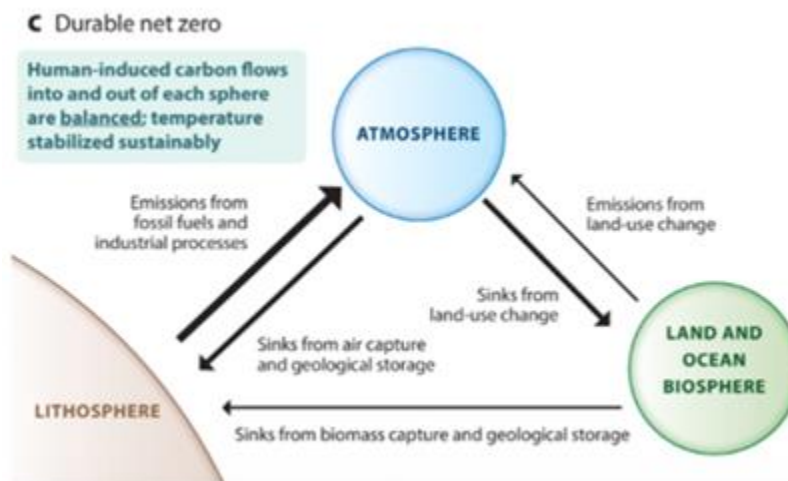 C Durable net zero
Human-induced carbon flows
into and out of each sphere
are balanced; temperature
stabilized sustainably
ATMOSPHERE
Emissions from
fossil fuels and
industrial processes
Emissions from
land-use change
Sinks from
land-use change
Sinks from air capture
and geological storage
LAND AND
OCEAN
BIOSPHERE
LITHOSPHERE
Sinks from biomass capture and geological storage